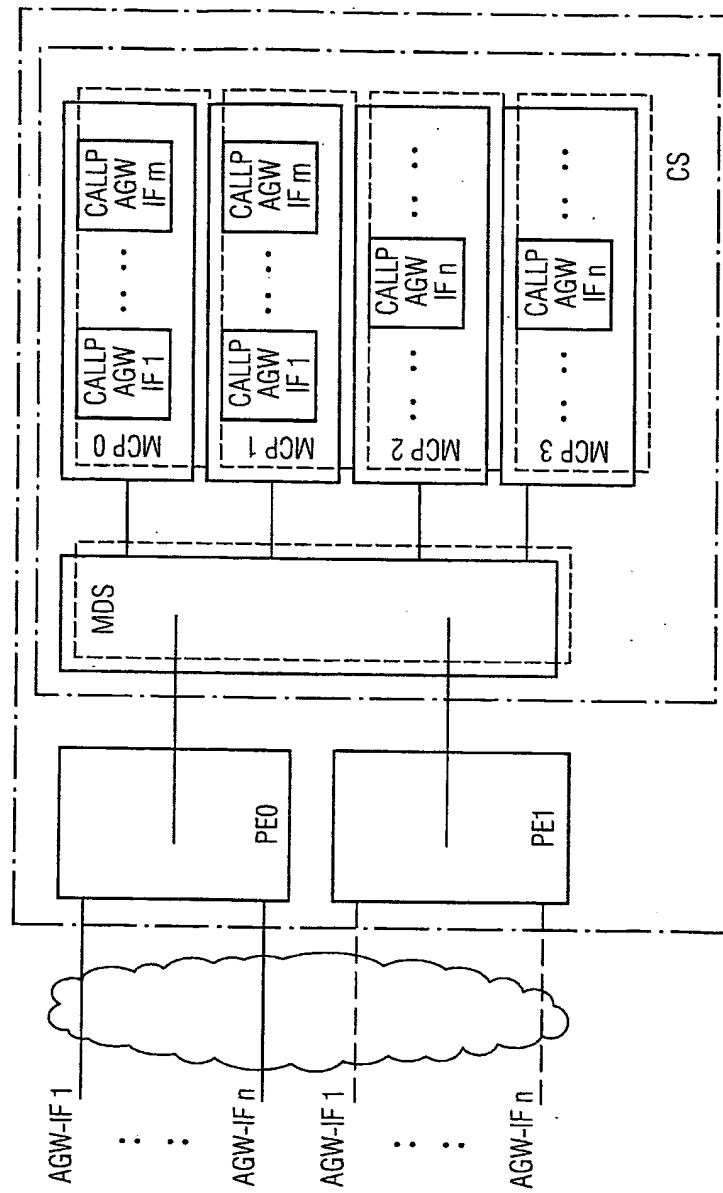 AGW-IF 1
AGW-IF n
AGW-IF 1
AGW-IF n
PE0
PE1
MDS
MCP 0
CALLP
AGW
IF 1
CALLP
AGW
IF m
MCP 1
CALLP
AGW
IF 1
CALLP
AGW
IF m
MCP 2
CALLP
AGW
IF n
MCP 3
CALLP
AGW
IF n
CS